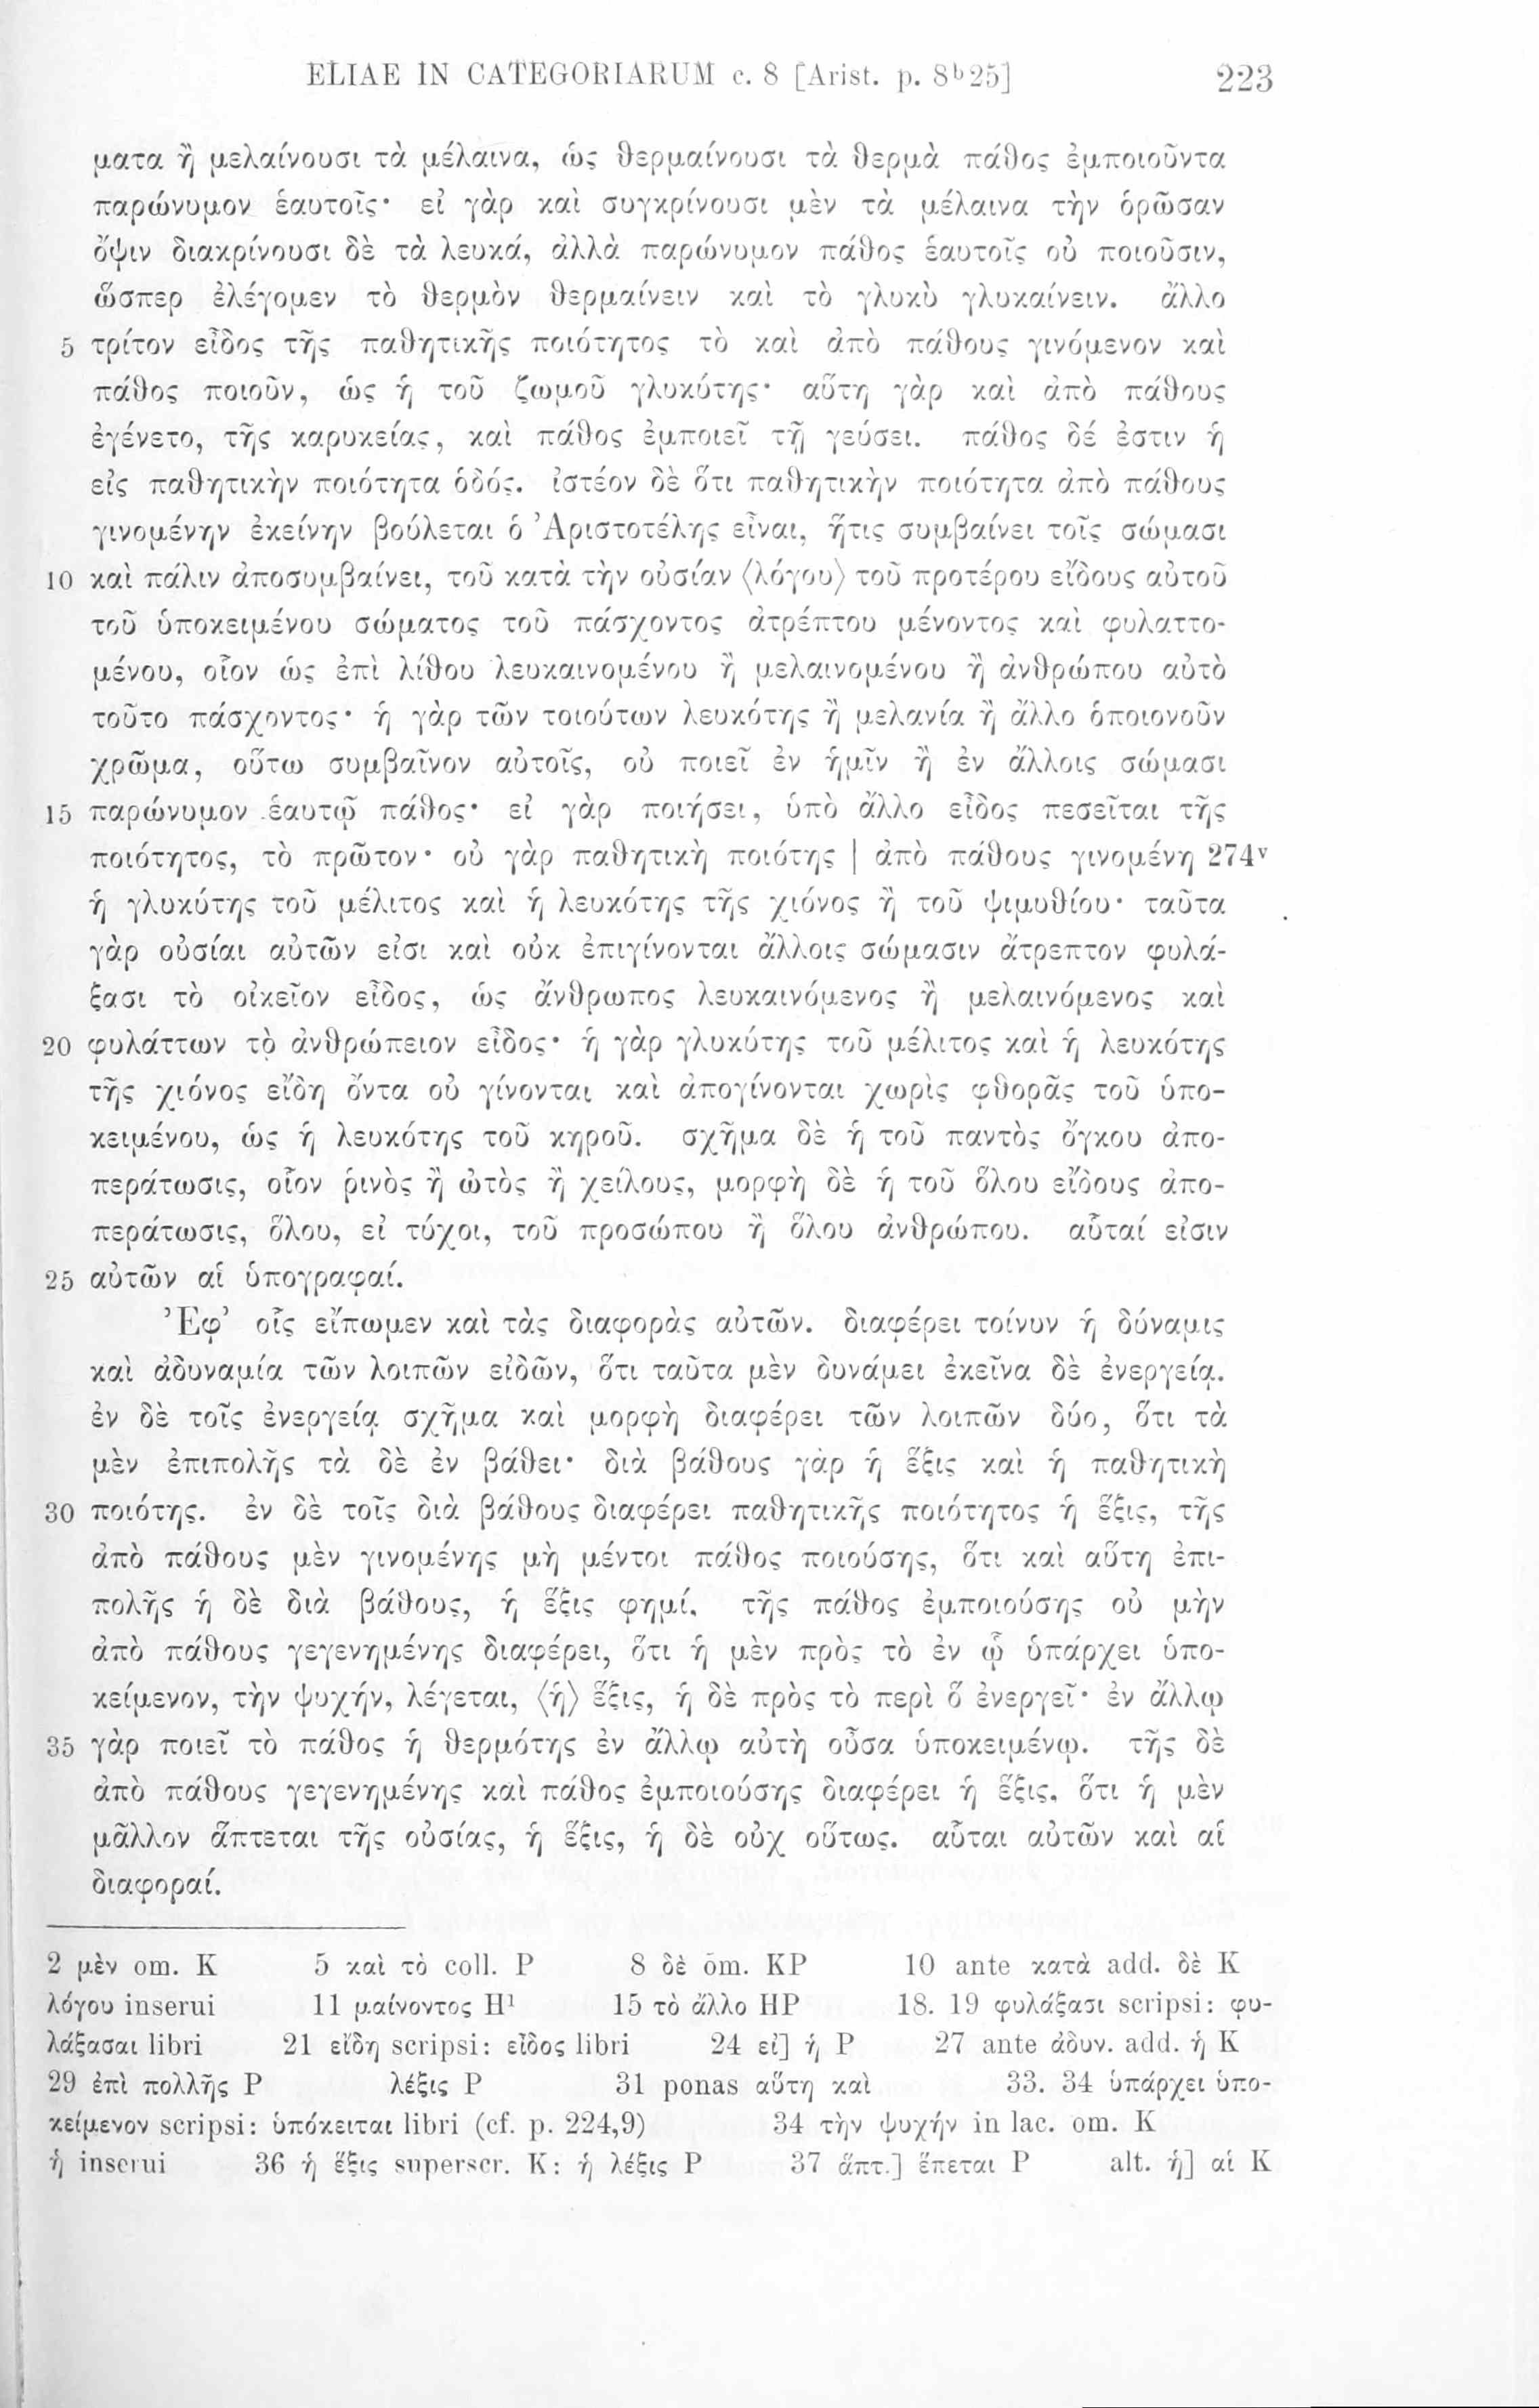 ELIAE IN CATEGORIARUM c. 8 [Arist. p. 8ᵇ25] 223
ματα ἢ μελαίνουσι τὰ μέλαινα, ὡς θερμαίνουσι τὰ θερμὰ πάθος ἐμποιοῦντα
παρώνυμον ἑαυτοῖς· εἰ γὰρ καὶ συγκρίνουσι μὲν τὰ μέλαινα τὴν ὁρῶσαν
ὄψιν διακρίνουσι δὲ τὰ λευκά, ἀλλὰ παρώνυμον πάθος ἑαυτοῖς οὐ ποιοῦσιν,
ὥσπερ ἐλέγομεν τὸ θερμὸν θερμαίνειν καὶ τὸ γλυκὺ γλυκαίνειν. ἄλλο
5 τρίτον εἶδος τῆς παθητικῆς ποιότητος τὸ καὶ ἀπὸ πάθους γινόμενον καὶ
πάθος ποιοῦν, ὡς ἡ τοῦ ζωμοῦ γλυκύτης· αὕτη γὰρ καὶ ἀπὸ πάθους
ἐγένετο, τῆς καρυκείας, καὶ πάθος ἐμποιεῖ τῇ γεύσει. πάθος δέ ἐστιν ἡ
εἰς παθητικὴν ποιότητα ὁδός. ἰστέον δὲ ὅτι παθητικὴν ποιότητα ἀπὸ πάθους
γινομένην ἐκείνην βούλεται ὁ Ἀριστοτέλης εἶναι, ἥτις συμβαίνει τοῖς σώμασι
10 καὶ πάλιν ἀποσυμβαίνει, τοῦ κατὰ τὴν οὐσίαν ⟨λόγου⟩ τοῦ προτέρου εἴδους αὐτοῦ
τοῦ ὑποκειμένου σώματος τοῦ πάσχοντος ἀτρέπτου μένοντος καὶ φυλαττο-
μένου, οἷον ὡς ἐπὶ λίθου λευκαινομένου ἢ μελαινομένου ἢ ἀνθρώπου αὐτὸ
τοῦτο πάσχοντος· ἡ γὰρ τῶν τοιούτων λευκότης ἢ μελανία ἢ ἄλλο ὁποιονοῦν
χρῶμα, οὕτω συμβαῖνον αὐτοῖς, οὐ ποιεῖ ἐν ἡμῖν ἢ ἐν ἄλλοις σώμασι
15 παρώνυμον ἑαυτῷ πάθος· εἰ γὰρ ποιήσει, ὑπὸ ἄλλο εἶδος πεσεῖται τῆς
ποιότητος, τὸ πρῶτον· οὐ γὰρ παθητικὴ ποιότης | ἀπὸ πάθους γινομένη 274ᵛ
ἡ γλυκύτης τοῦ μέλιτος καὶ ἡ λευκότης τῆς χιόνος ἢ τοῦ ψιμυθίου· ταῦτα
γὰρ οὐσίαι αὐτῶν εἰσι καὶ οὐκ ἐπιγίνονται ἄλλοις σώμασιν ἄτρεπτον φυλά-
ξασι τὸ οἰκεῖον εἶδος, ὡς ἄνθρωπος λευκαινόμενος ἢ μελαινόμενος καὶ
20 φυλάττων τὸ ἀνθρώπειον εἶδος· ἡ γὰρ γλυκύτης τοῦ μέλιτος καὶ ἡ λευκότης
τῆς χιόνος εἴδη ὄντα οὐ γίνονται καὶ ἀπογίνονται χωρὶς φθορᾶς τοῦ ὑπο-
κειμένου, ὡς ἡ λευκότης τοῦ κηροῦ. σχῆμα δὲ ἡ τοῦ παντὸς ὄγκου ἀπο-
περάτωσις, οἷον ῥινὸς ἢ ὠτὸς ἢ χείλους, μορφὴ δὲ ἡ τοῦ ὅλου εἴδους ἀπο-
περάτωσις, ὅλου, εἰ τύχοι, τοῦ προσώπου ἢ ὅλου ἀνθρώπου. αὗταί εἰσιν
25 αὐτῶν αἱ ὑπογραφαί.
Ἐφ’ οἷς εἴπωμεν καὶ τὰς διαφορὰς αὐτῶν. διαφέρει τοίνυν ἡ δύναμις
καὶ ἀδυναμία τῶν λοιπῶν εἰδῶν, ὅτι ταῦτα μὲν δυνάμει ἐκεῖνα δὲ ἐνεργείᾳ.
ἐν δὲ τοῖς ἐνεργείᾳ σχῆμα καὶ μορφὴ διαφέρει τῶν λοιπῶν δύο, ὅτι τὰ
μὲν ἐπιπολῆς τὰ δὲ ἐν βάθει· διὰ βάθους γὰρ ἡ ἕξις καὶ ἡ παθητικὴ
30 ποιότης. ἐν δὲ τοῖς διὰ βάθους διαφέρει παθητικῆς ποιότητος ἡ ἕξις, τῆς
ἀπὸ πάθους μὲν γινομένης μὴ μέντοι πάθος ποιούσης, ὅτι καὶ αὕτη ἐπι-
πολῆς ἡ δὲ διὰ βάθους, ἡ ἕξις φημί. τῆς πάθος ἐμποιούσης οὐ μὴν
ἀπὸ πάθους γεγενημένης διαφέρει, ὅτι ἡ μὲν πρὸς τὸ ἐν ᾧ ὑπάρχει ὑπο-
κείμενον, τὴν ψυχήν, λέγεται, ⟨ἡ⟩ ἕξις, ἡ δὲ πρὸς τὸ περὶ ὃ ἐνεργεῖ· ἐν ἄλλῳ
35 γὰρ ποιεῖ τὸ πάθος ἡ θερμότης ἐν ἄλλῳ αὐτὴ οὖσα ὑποκειμένῳ. τῆς δὲ
ἀπὸ πάθους γεγενημένης καὶ πάθος ἐμποιούσης διαφέρει ἡ ἕξις, ὅτι ἡ μὲν
μᾶλλον ἅπτεται τῆς οὐσίας, ἡ ἕξις, ἡ δὲ οὐχ οὕτως. αὗται αὐτῶν καὶ αἱ
διαφοραί.
2 μὲν om. K 5 καὶ τὸ coll. P 8 δὲ om. KP 10 ante κατὰ add. δὲ K
λόγου inserui 11 μαίνοντος H¹ 15 τὸ ἄλλο HP 18. 19 φυλάξασι scripsi: φυ-
λάξασαι libri 21 εἴδη scripsi: εἶδος libri 24 εἰ] ἡ P 27 ante ἀδυν. add. ἡ K
29 ἐπὶ πολλῆς P λέξις P 31 ponas αὕτη καὶ 33. 34 ὑπάρχει ὑπο-
κείμενον scripsi: ὑπόκειται libri (cf. p. 224,9) 34 τὴν ψυχήν in lac. om. K
ἡ inserui 36 ἡ ἕξις superscr. K: ἡ λέξις P 37 ἅπτ.] ἕπεται P alt. ἡ] αἱ K